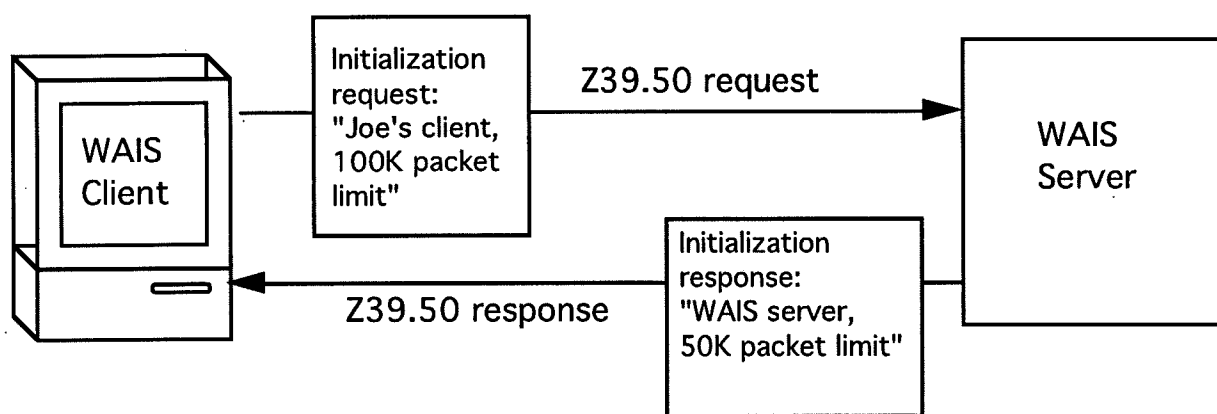 WAIS
Client
Initialization
request:
"Joe's client,
100K packet
limit"
Z39.50 request
WAIS
Server
Initialization
response:
"WAIS server,
50K packet limit"
Z39.50 response